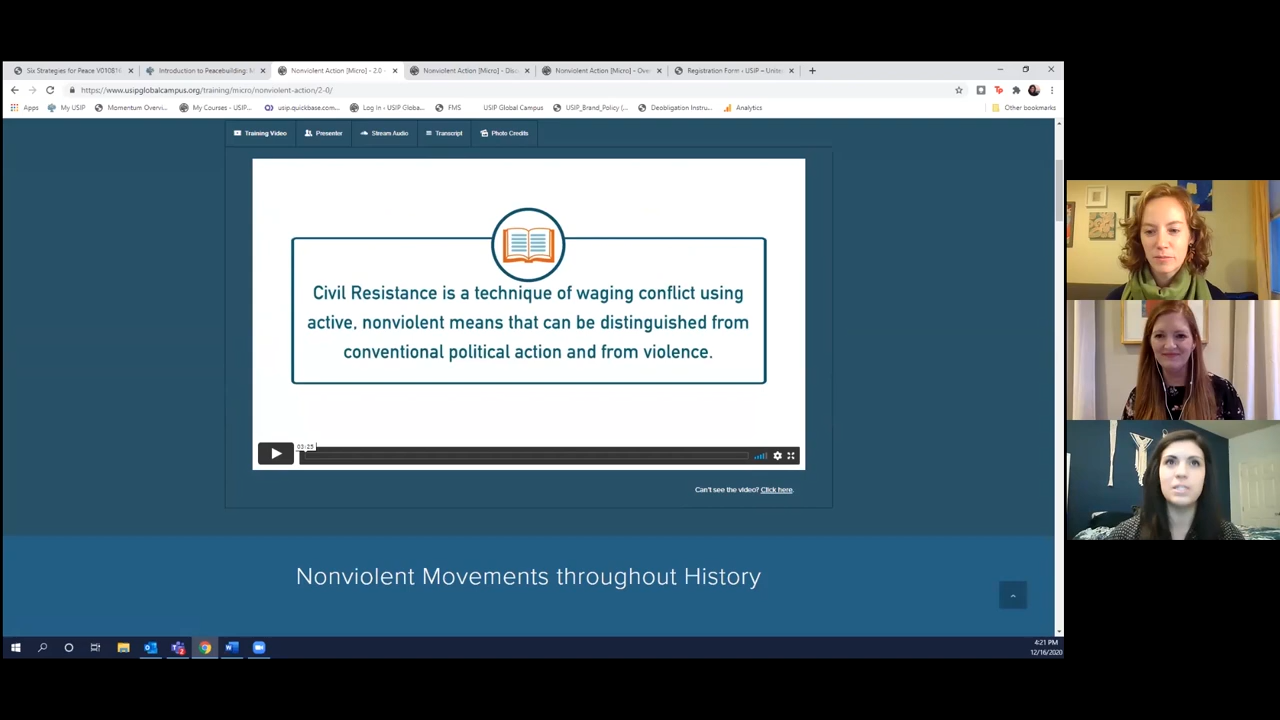 Six Strategies for Peace V010816
Introduction to Peacebuilding: M
Nonviolent Action [Micro] - 2.0 -
Nonviolent Action [Micro] - Disc
Nonviolent Action [Micro] - Over
Registration Form ‹ USIP — Unite
https://www.usipglobalcampus.org/training/micro/nonviolent-action/2-0/
Apps My USIP Momentum Overvi... My Courses - USIP... usip.quickbase.com... Log In ‹ USIP Globa... FMS USIP Global Campus USIP_Brand_Policy (... Deobligation Instru... Analytics Other bookmarks
Training Video Presenter Stream Audio Transcript Photo Credits
Civil Resistance is a technique of waging conflict using
active, nonviolent means that can be distinguished from
conventional political action and from violence.
03:25
Can't see the video? Click here.
Nonviolent Movements throughout History
4:21 PM
12/16/2020